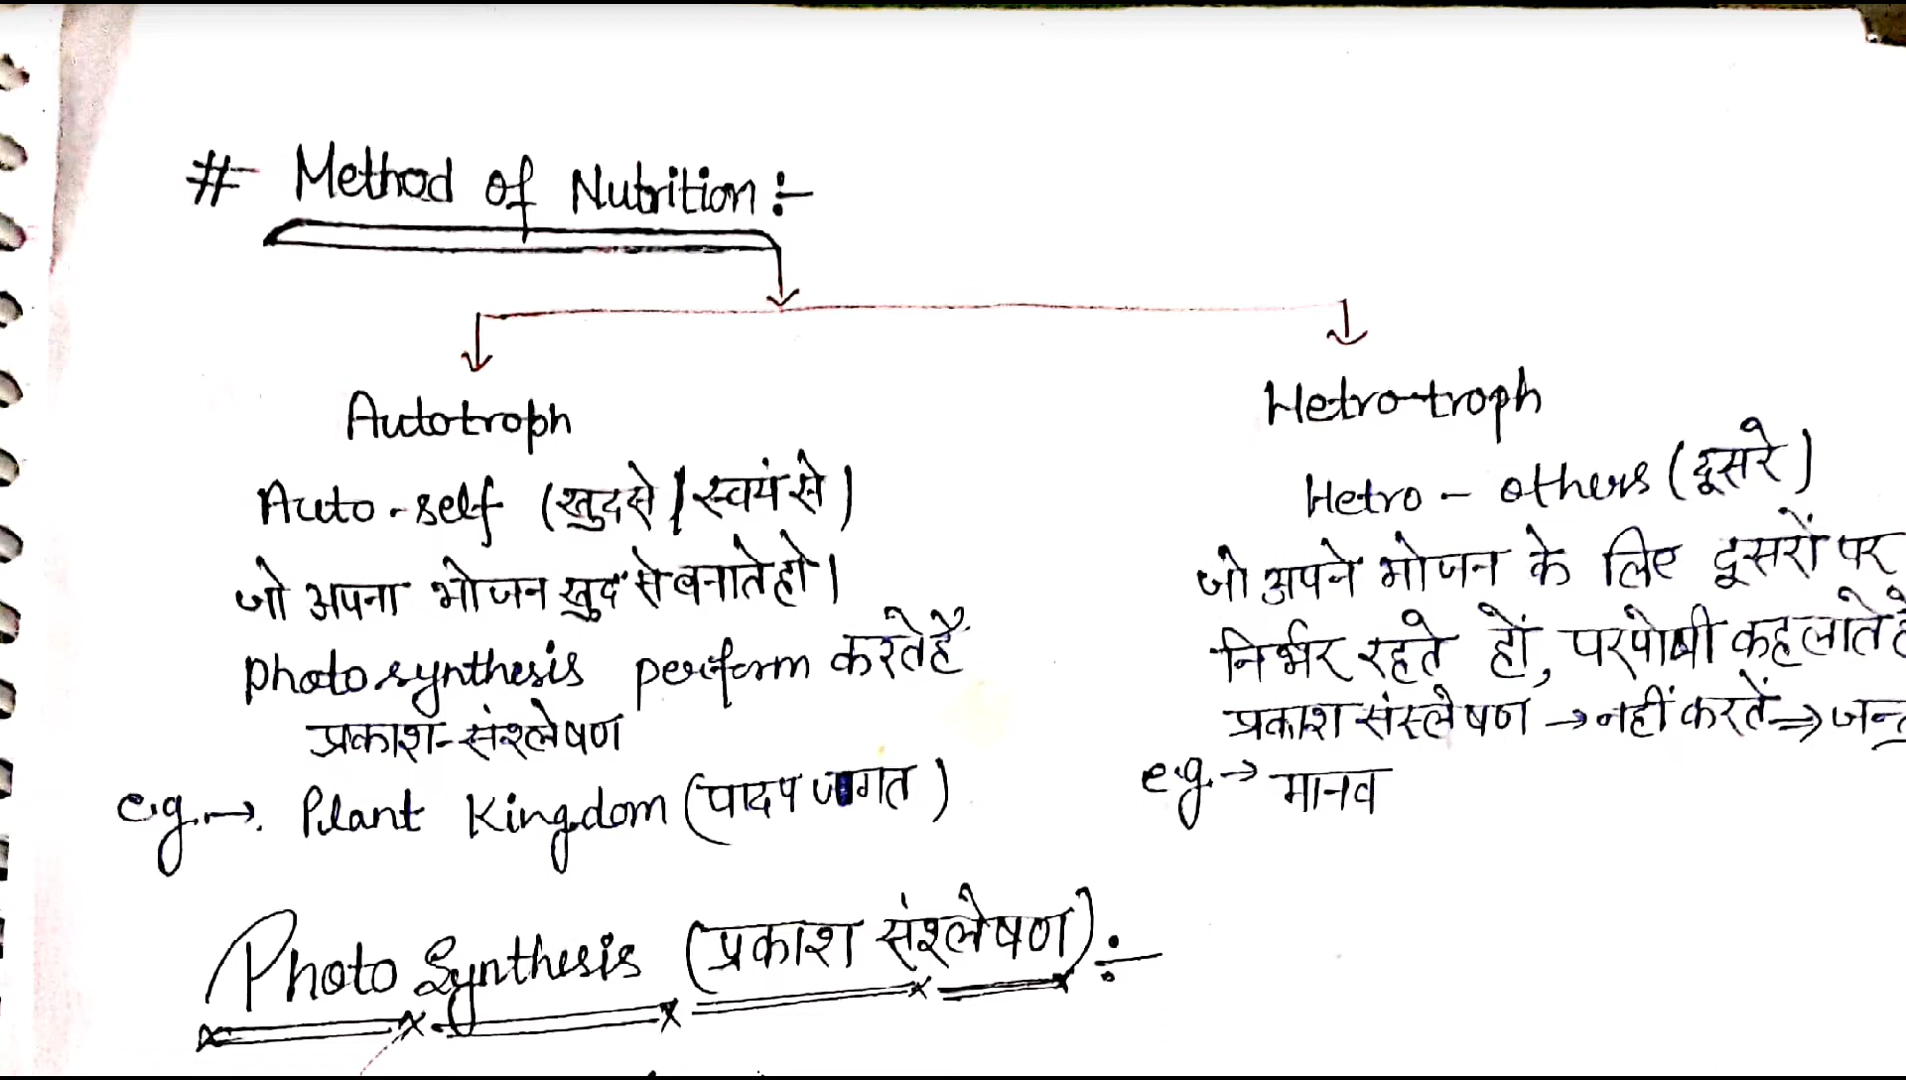 # Method of Nutrition :-
Autotroph
Auto - self (खुद से / स्वयं से)
जो अपना भोजन खुद से बनाते हो।
photosynthesis perform करते है
प्रकाश-संश्लेषण
e.g. → Plant Kingdom (पादप जगत)
Hetro-troph
Hetro - others (दूसरे)
जो अपने भोजन के लिए दूसरों पर
निर्भर रहते हों, परपोषी कहलाते
प्रकाश संस्लेषण → नहीं करतें ⇒
e.g. → मानव
Photo Synthesis (प्रकाश संश्लेषण) :-